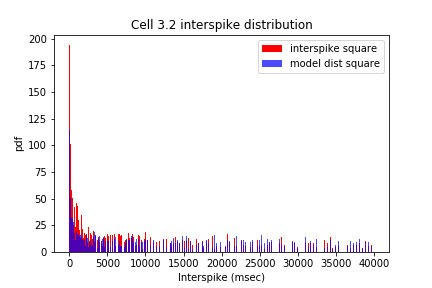 Cell 3.2 interspike distribution
interspike square
model dist square
200
175
150
125
100
75
50
25
0
pdf
0 5000 10000 15000 20000 25000 30000 35000 40000
Interspike (msec)